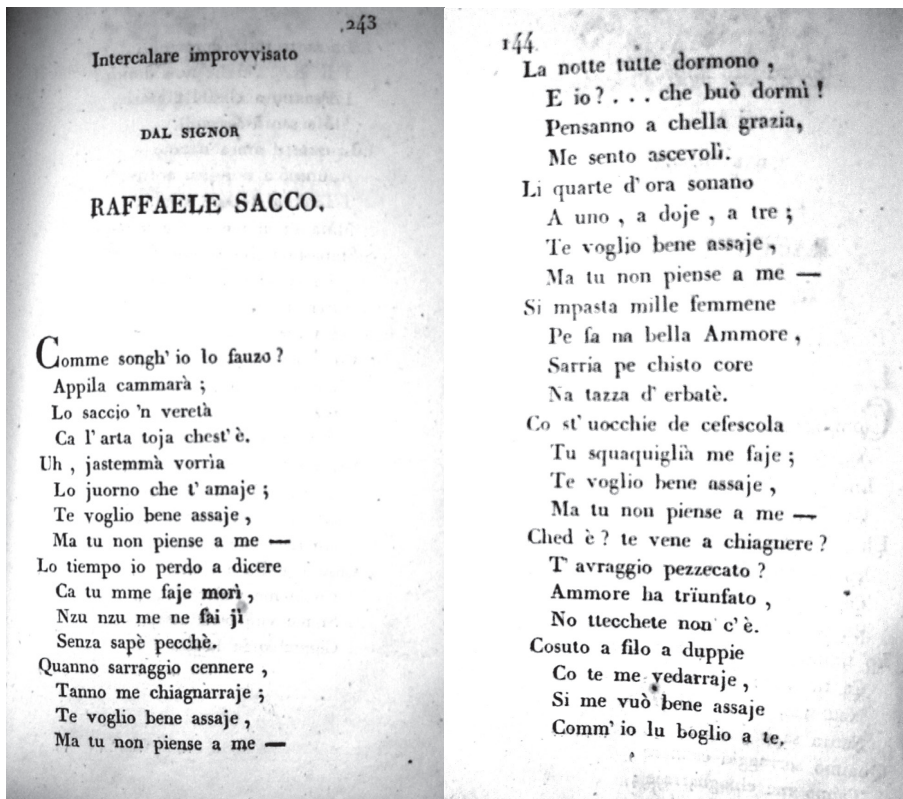 243
Intercalare improvvisato
DAL SIGNOR
RAFFAELE SACCO.
Comme songh' io lo fauzo ?
Appila cammarà ;
Lo saccio 'n veretà
Ca l' arta toja chest' è.
Uh , jastemmà vorrìa
Lo juorno che t' amaje ;
Te voglio bene assaje ,
Ma tu non piense a me —
Lo tiempo io perdo a dicere
Ca tu mme faje morì ,
Nzu nzu me ne fai jì
Senza sapè pecchè.
Quanno sarraggio cennere ,
Tanno me chiagnarraje ;
Te voglio bene assaje ,
Ma tu non piense a me —
144
La notte tutte dormono ,
E io ? . . . che buò dormì !
Pensanno a chella grazia,
Me sento ascevolì.
Li quarte d' ora sonano
A uno , a doje , a tre ;
Te voglio bene assaje ,
Ma tu non piense a me —
Si mpasta mille femmene
Pe fa na bella Ammore ,
Sarria pe chisto core
Na tazza d' erbatè.
Co st' uocchie de cefescola
Tu squaquiglià me faje ;
Te voglio bene assaje ,
Ma tu non piense a me —
Ched è ? te vene a chiagnere ?
T' avraggio pezzecato ?
Ammore ha trïunfato ,
No ttecchete non c' è.
Cosuto a filo a duppie
Co te me vedarraje ,
Si me vuò bene assaje
Comm' io lu boglio a te.